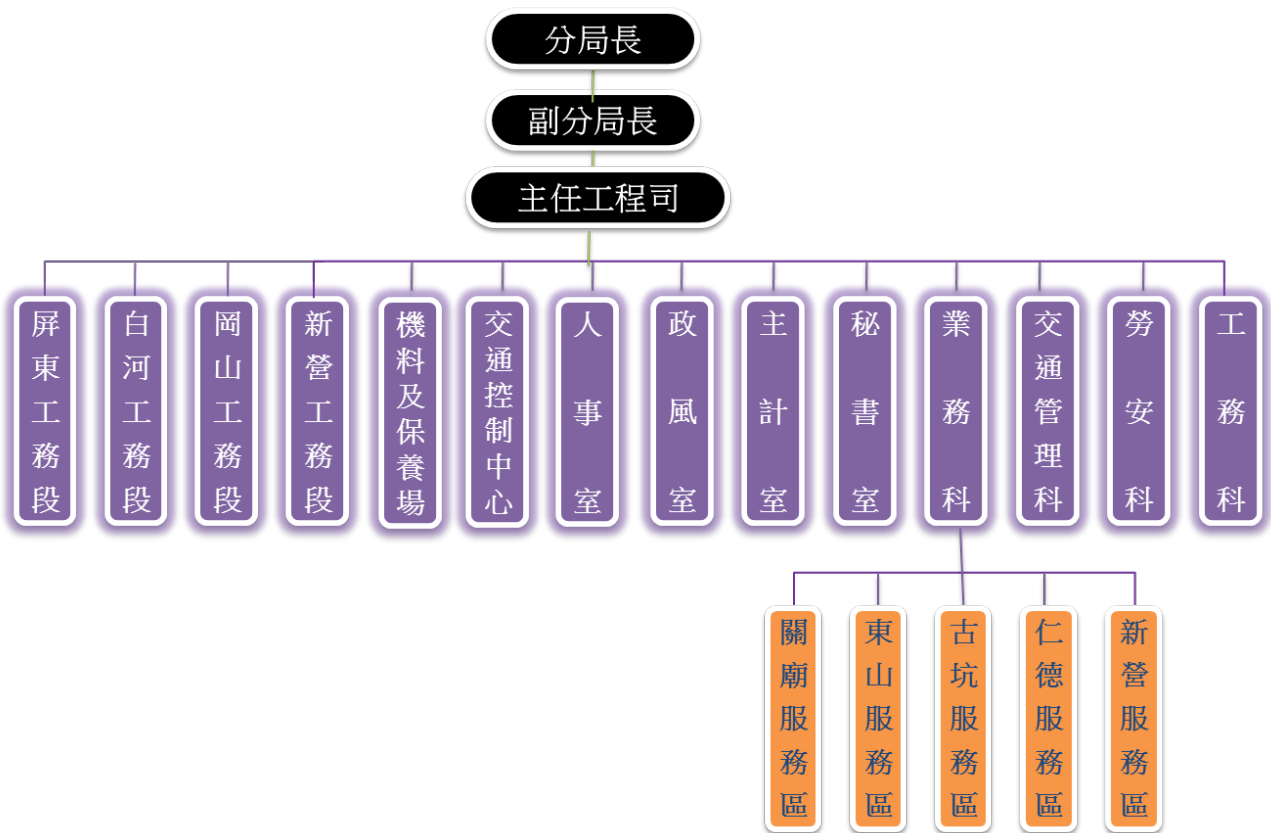 分局長
副分局長
主任工程司
屏東工務段
白河工務段
岡山工務段
新營工務段
機料及保養場
交通控制中心
人事室
政風室
主計室
秘書室
業務科
交通管理科
勞安科
工務科
關廟服務區
東山服務區
古坑服務區
仁德服務區
新營服務區